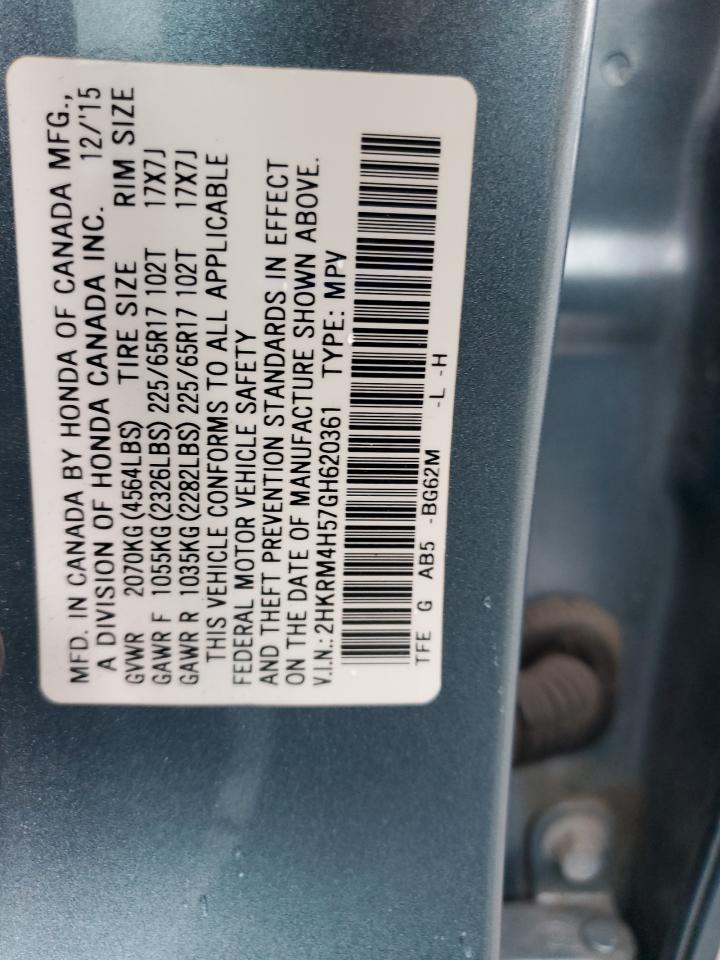 MFD. IN CANADA BY HONDA OF CANADA MFG.,
A DIVISION OF HONDA CANADA INC. 12/'15
GVWR 2070KG(4564LBS) TIRE SIZE RIM SIZE
GAWR F 1055KG(2326LBS) 225/65R17 102T 17X7J
GAWR R 1035KG(2282LBS) 225/65R17 102T 17X7J
THIS VEHICLE CONFORMS TO ALL APPLICABLE
FEDERAL MOTOR VEHICLE SAFETY
AND THEFT PREVENTION STANDARDS IN EFFECT
ON THE DATE OF MANUFACTURE SHOWN ABOVE.
V.I.N.: 2HKRM4H57GH620361 TYPE: MPV
TFE G AB5 -BG62M -L -H